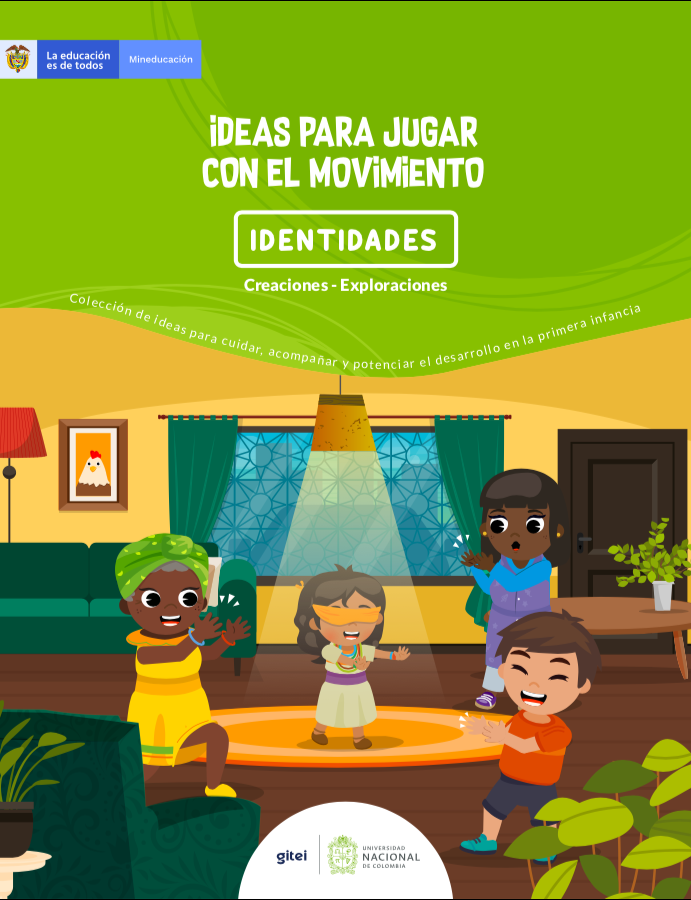 La educación
es de todos
Mineducación
IDEAS PARA JUGAR
CON EL MOVIMIENTO
IDENTIDADES
Creaciones - Exploraciones
Colección de ideas para cuidar, acompañar y potenciar el desarrollo en la primera infancia
gitei
UNIVERSIDAD
NACIONAL
DE COLOMBIA